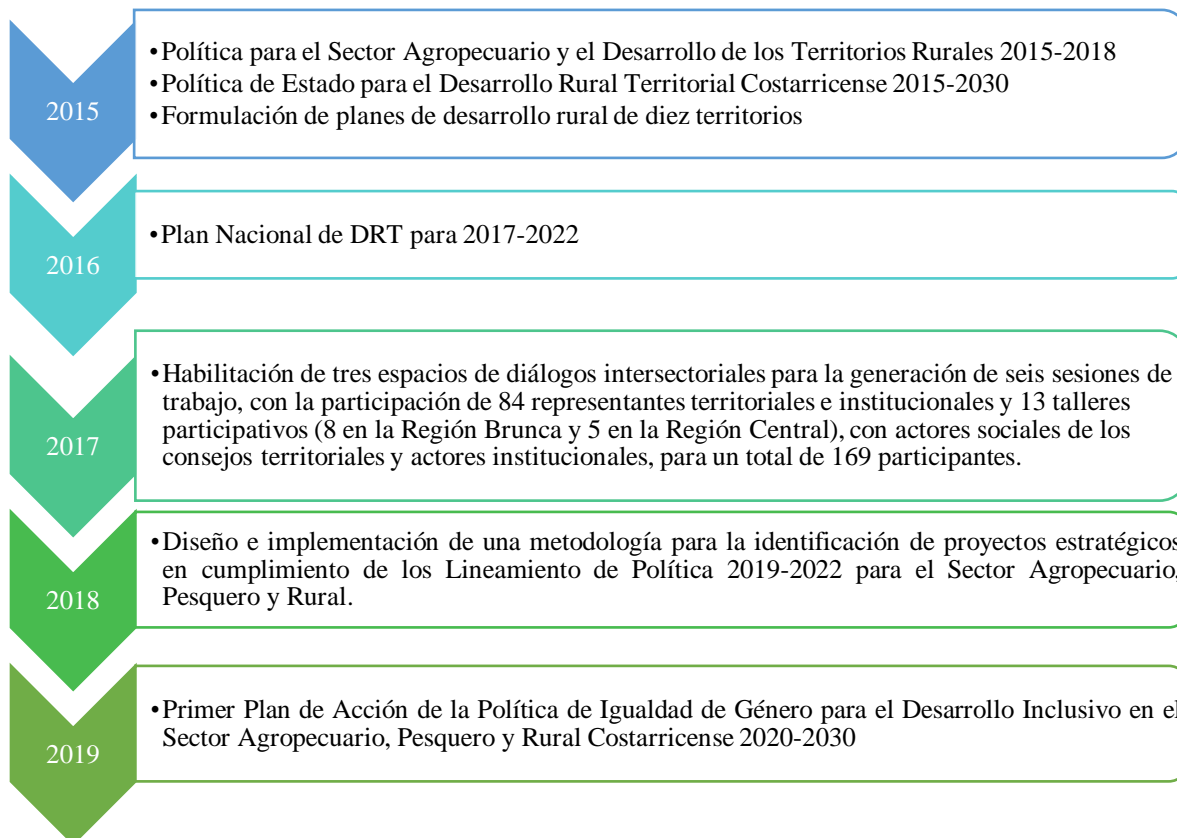 2015
•Política para el Sector Agropecuario y el Desarrollo de los Territorios Rurales 2015-2018
•Política de Estado para el Desarrollo Rural Territorial Costarricense 2015-2030
•Formulación de planes de desarrollo rural de diez territorios
2016
•Plan Nacional de DRT para 2017-2022
2017
•Habilitación de tres espacios de diálogos intersectoriales para la generación de seis sesiones de
trabajo, con la participación de 84 representantes territoriales e institucionales y 13 talleres
participativos (8 en la Región Brunca y 5 en la Región Central), con actores sociales de los
consejos territoriales y actores institucionales, para un total de 169 participantes.
2018
•Diseño e implementación de una metodología para la identificación de proyectos estratégicos
en cumplimiento de los Lineamiento de Política 2019-2022 para el Sector Agropecuario,
Pesquero y Rural.
2019
•Primer Plan de Acción de la Política de Igualdad de Género para el Desarrollo Inclusivo en el
Sector Agropecuario, Pesquero y Rural Costarricense 2020-2030